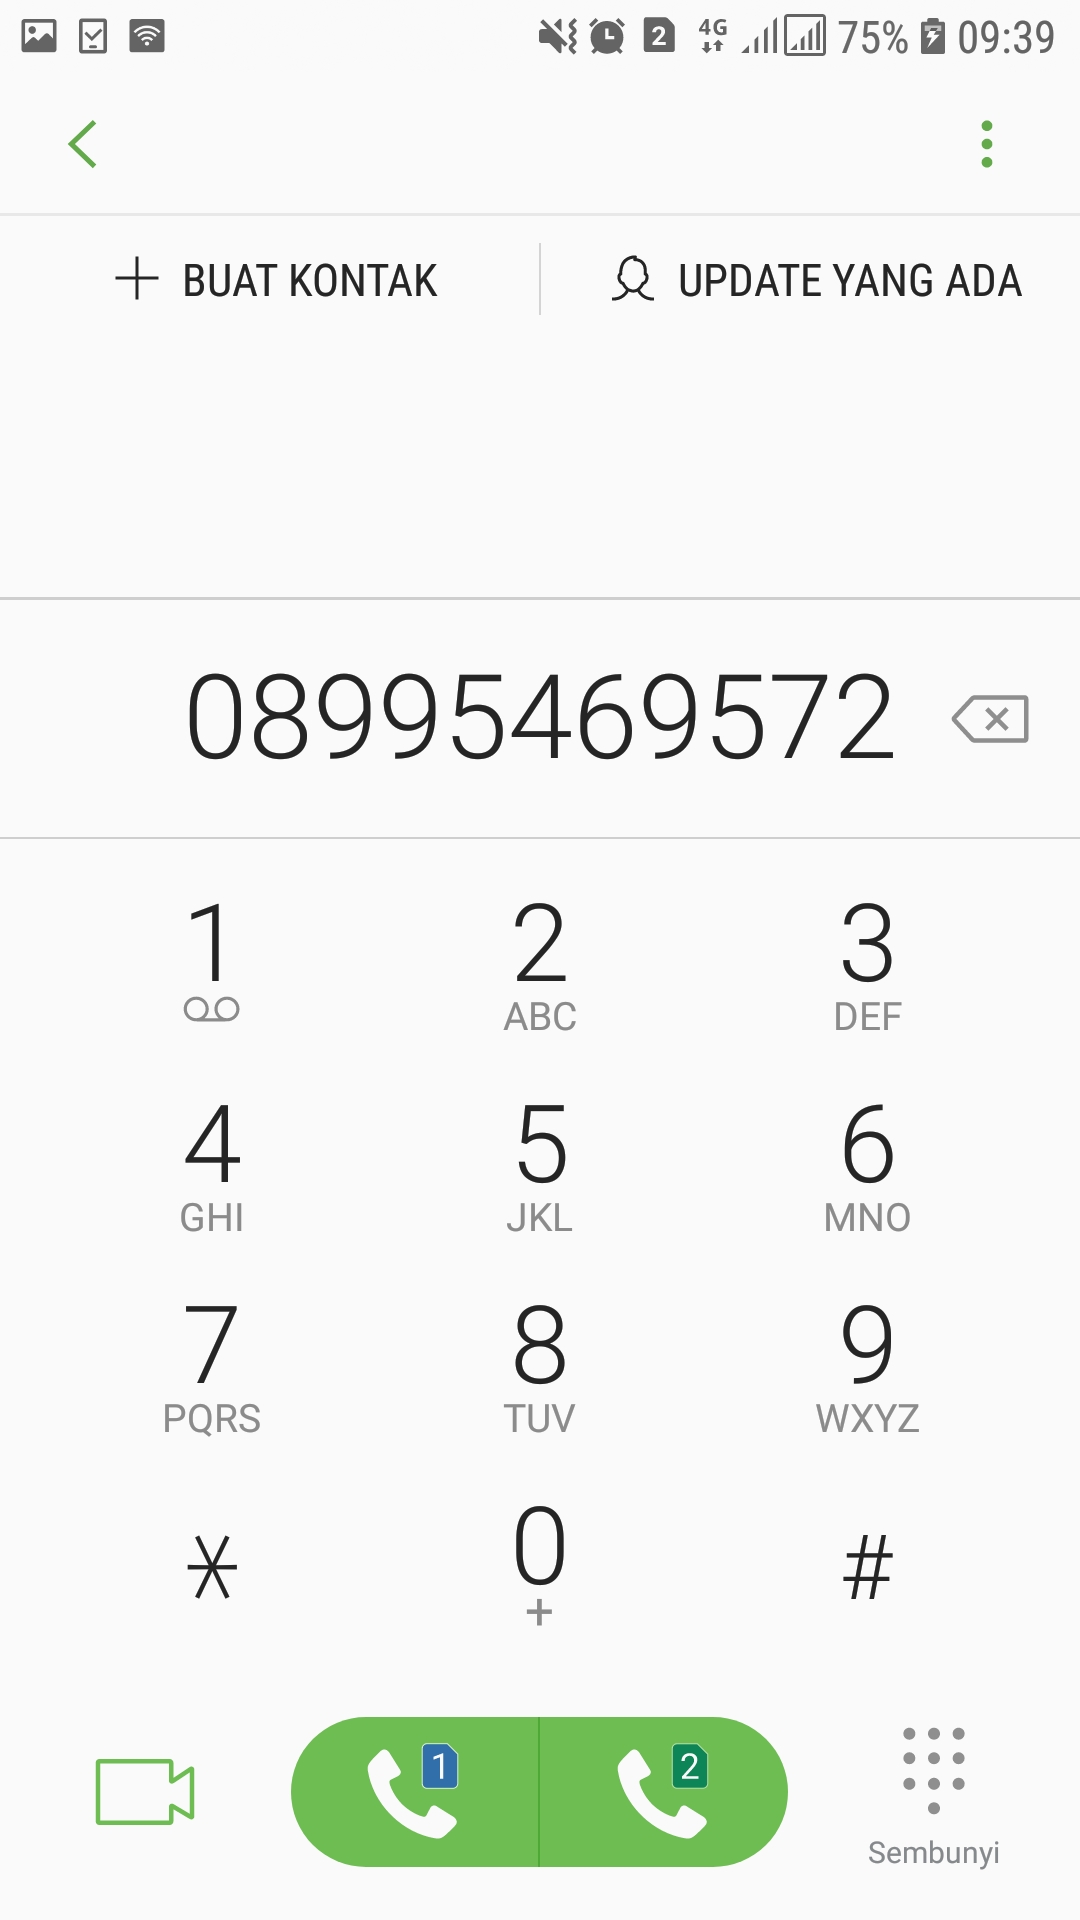 2 4G 75% 09:39
BUAT KONTAK UPDATE YANG ADA
08995469572
1 2 3
ABC DEF
4 5 6
GHI JKL MNO
7 8 9
PQRS TUV WXYZ
* 0 #
+
1 2
Sembunyi